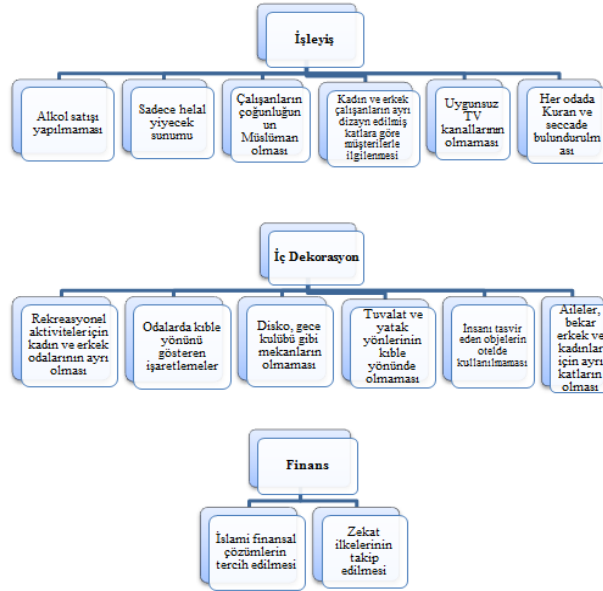 İşleyiş
Alkol satışı
yapılmaması
Sadece helal
yiyecek
sunumu
Çalışanların
çoğunluğun
un
Müslüman
olması
Kadın ve erkek
çalışanların ayrı
dizayn edilmiş
katlara göre
müşterilerle
ilgilenmesi
Uygunsuz
TV
kanallarının
olmaması
Her odada
Kuran ve
seccade
bulundurulm
ası
İç Dekorasyon
Rekreasyonel
aktiviteler için
kadın ve erkek
odalarının ayrı
olması
Odalarda kıble
yönünü
gösteren
işaretlemeler
Disko, gece
kulübü gibi
mekanların
olmaması
Tuvalat ve
yatak
yönlerinin
kıble
yönünde
olmaması
İnsanı tasvir
eden objelerin
otelde
kullanılmaması
Aileler,
bekar
erkek ve
kadınlar
için ayrı
katların
olması
Finans
İslami finansal
çözümlerin
tercih edilmesi
Zekat
ilkelerinin
takip
edilmesi